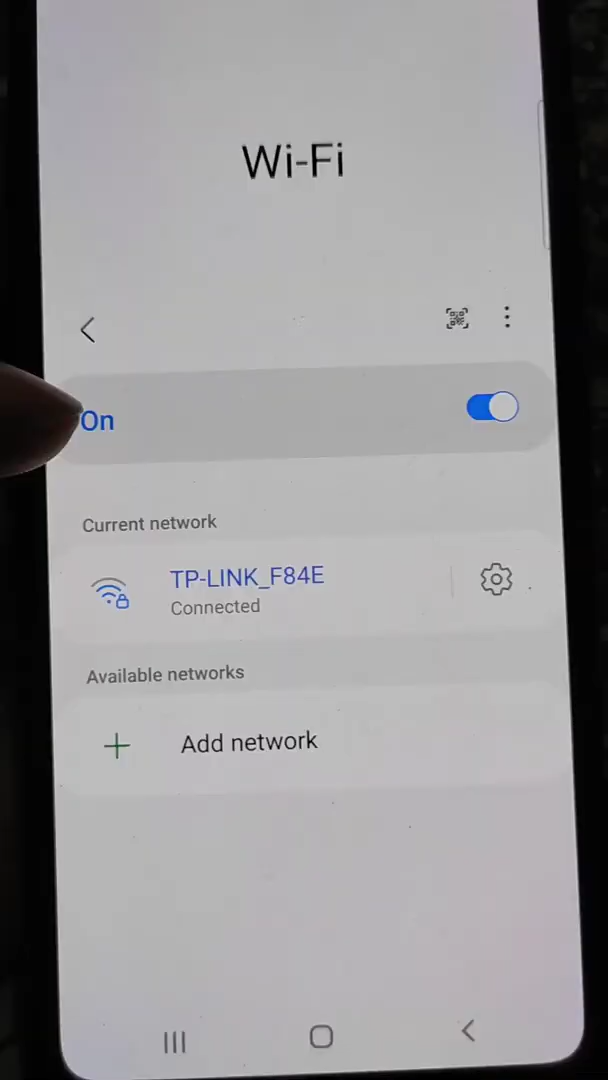 Wi-Fi
On
Current network
TP-LINK_F84E
Connected
Available networks
Add network